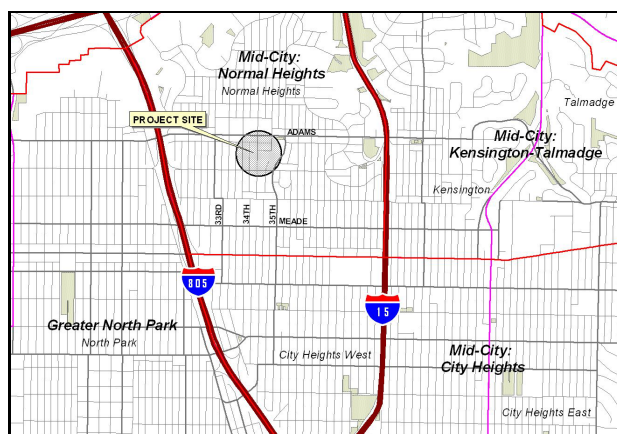 Mid-City:
Normal Heights
Normal Heights
Talmadge
PROJECT SITE
ADAMS
Mid-City:
Kensington-Talmadge
Kensington
33RD
34TH
35TH
MEADE
805
15
Greater North Park
North Park
City Heights West
Mid-City:
City Heights
City Heights East